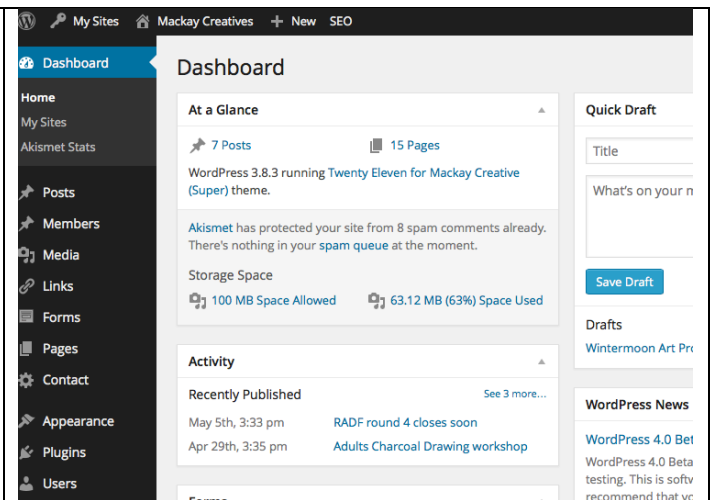 My Sites Mackay Creatives + New SEO
Dashboard
Home
My Sites
Akismet Stats
Posts
Members
Media
Links
Forms
Pages
Contact
Appearance
Plugins
Users
Dashboard
At a Glance
7 Posts 15 Pages
WordPress 3.8.3 running Twenty Eleven for Mackay Creative
(Super) theme.
Akismet has protected your site from 8 spam comments already.
There's nothing in your spam queue at the moment.
Storage Space
100 MB Space Allowed 63.12 MB (63%) Space Used
Activity
Recently Published See 3 more...
May 5th, 3:33 pm RADF round 4 closes soon
Apr 29th, 3:35 pm Adults Charcoal Drawing workshop
Quick Draft
Title
What's on your m
Save Draft
Drafts
Wintermoon Art Pro
WordPress News
WordPress 4.0 Bet
WordPress 4.0 Beta
testing. This is softw
recommend that yo